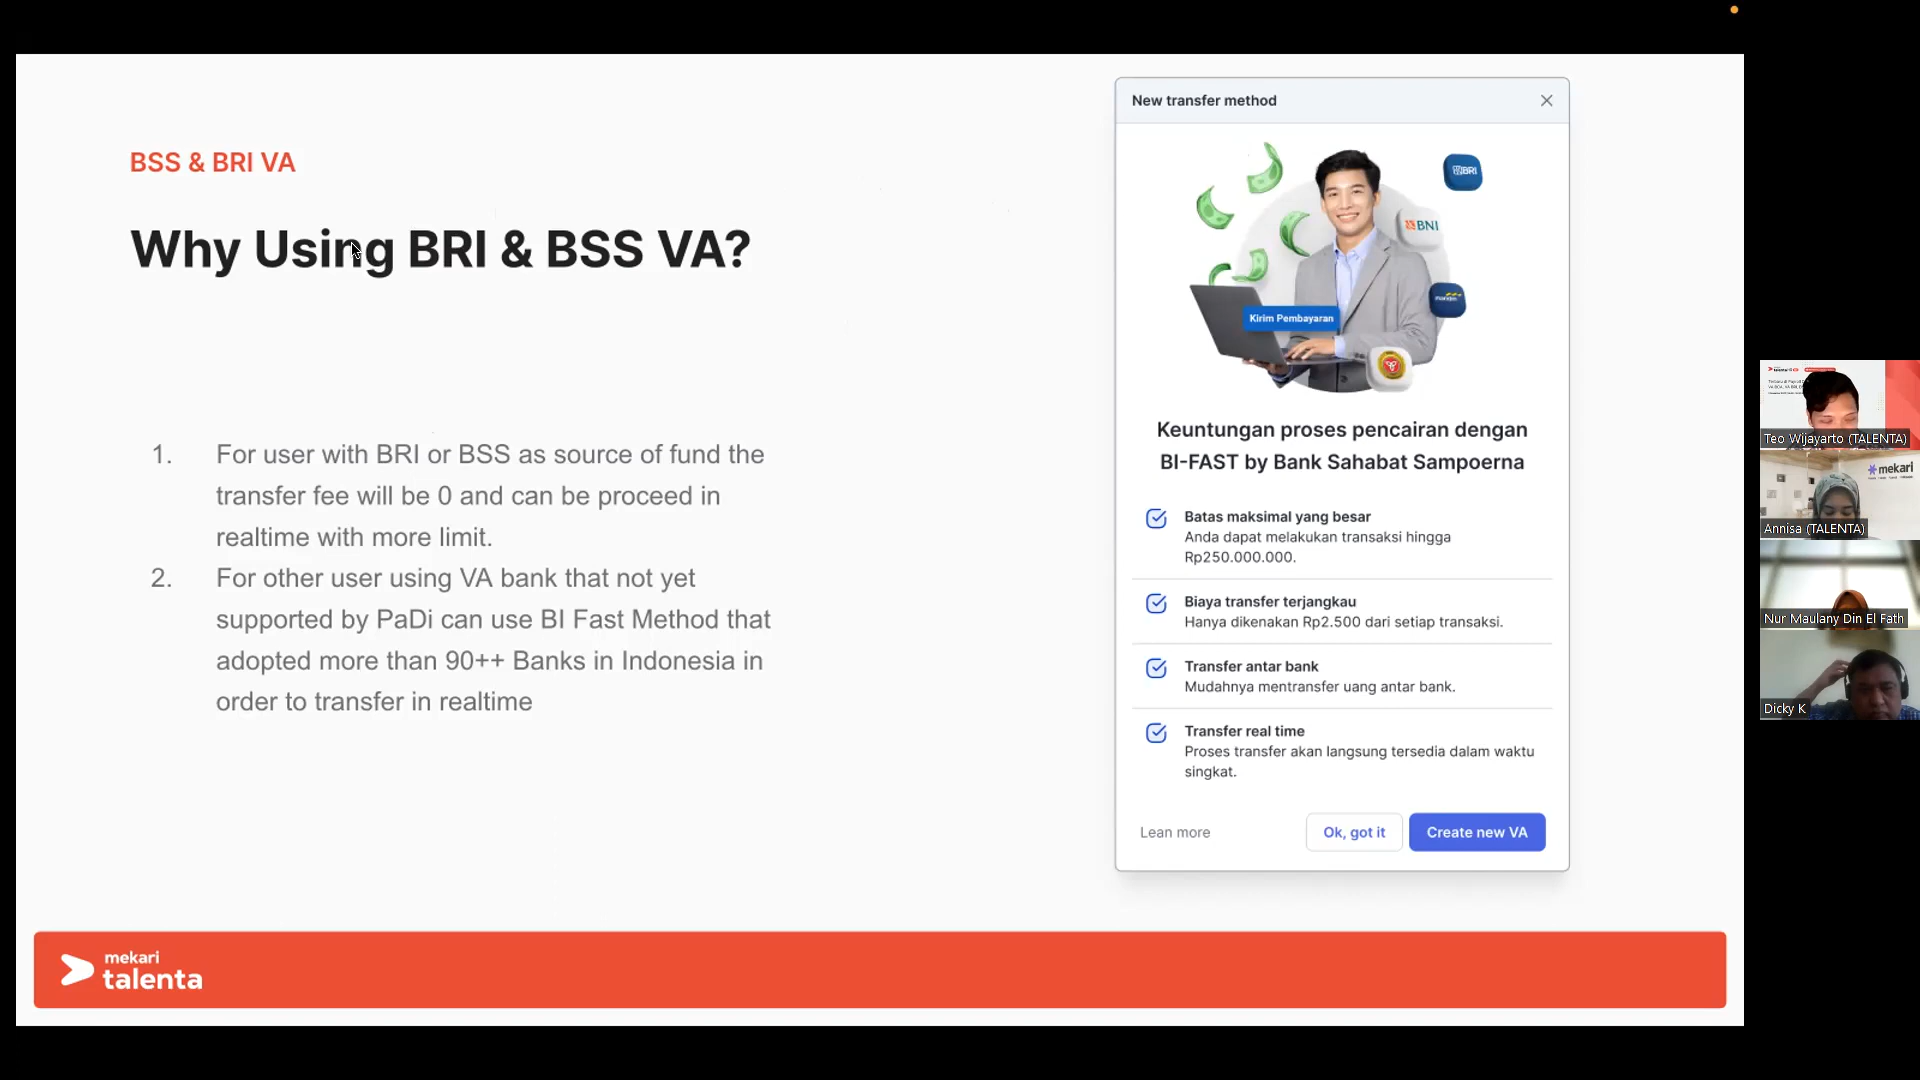 BSS & BRI VA
Why Using BRI & BSS VA?
1. For user with BRI or BSS as source of fund the
transfer fee will be 0 and can be proceed in
realtime with more limit.
2. For other user using VA bank that not yet
supported by PaDi can use BI Fast Method that
adopted more than 90++ Banks in Indonesia in
order to transfer in realtime
New transfer method
BRI
BNI
mandiri
Kirim Pembayaran
Keuntungan proses pencairan dengan
BI-FAST by Bank Sahabat Sampoerna
Batas maksimal yang besar
Anda dapat melakukan transaksi hingga
Rp250.000.000.
Biaya transfer terjangkau
Hanya dikenakan Rp2.500 dari setiap transaksi.
Transfer antar bank
Mudahnya mentransfer uang antar bank.
Transfer real time
Proses transfer akan langsung tersedia dalam waktu
singkat.
Lean more
Ok, got it
Create new VA
mekari
talenta
Teo Wijayarto (TALENTA)
mekari
Annisa (TALENTA)
Nur Maulany Din El Fath
Dicky K